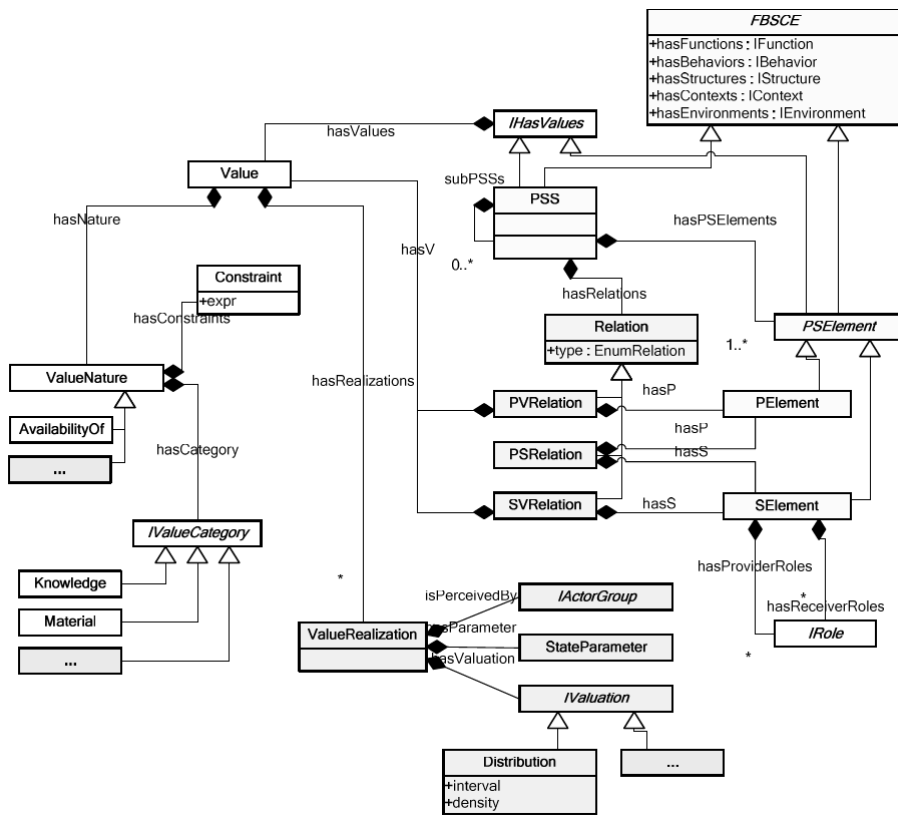 FBSCE
+hasFunctions : IFunction
+hasBehaviors : IBehavior
+hasStructures : IStructure
+hasContexts : IContext
+hasEnvironments : IEnvironment
hasValues
IHasValues
Value
subPSSs
PSS
hasNature
hasPSElements
hasV
0..*
Constraint
+expr
hasRelations
hasConstraints
Relation
+type : EnumRelation
PSElement
1..*
ValueNature
hasRealizations
hasP
AvailabilityOf
PVRelation
PElement
...
hasCategory
hasP
PSRelation
hasS
IValueCategory
SVRelation
hasS
SElement
Knowledge
*
hasProviderRoles
isPerceivedBy
IActorGroup
*
hasReceiverRoles
Material
hasParameter
ValueRealization
StateParameter
IRole
...
hasValuation
*
IValuation
Distribution
+interval
+density
...